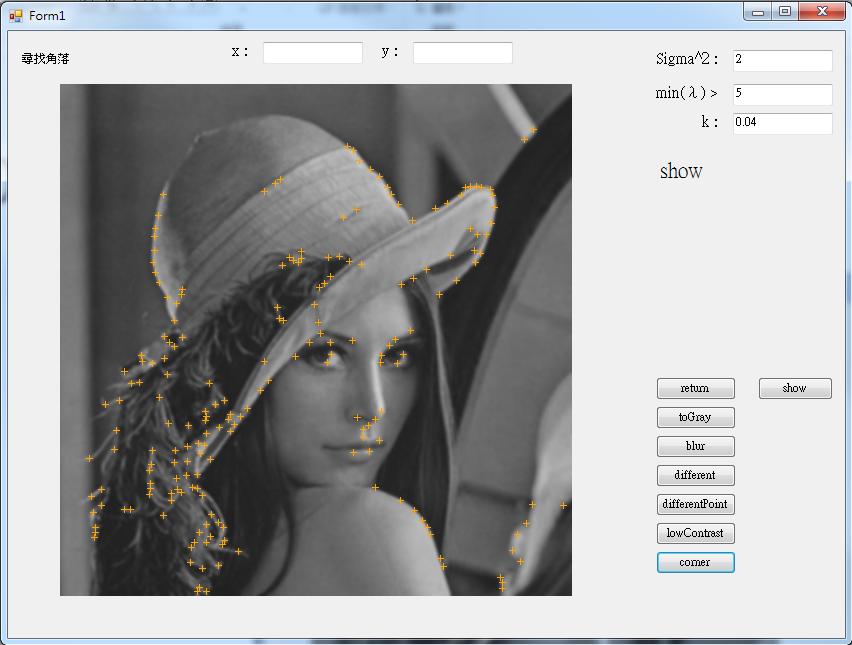 Form1
尋找角落
x :
y :
Sigma^2 :
2
min(λ) >
5
k :
0.04
show
return
show
toGray
blur
different
differentPoint
lowContrast
corner